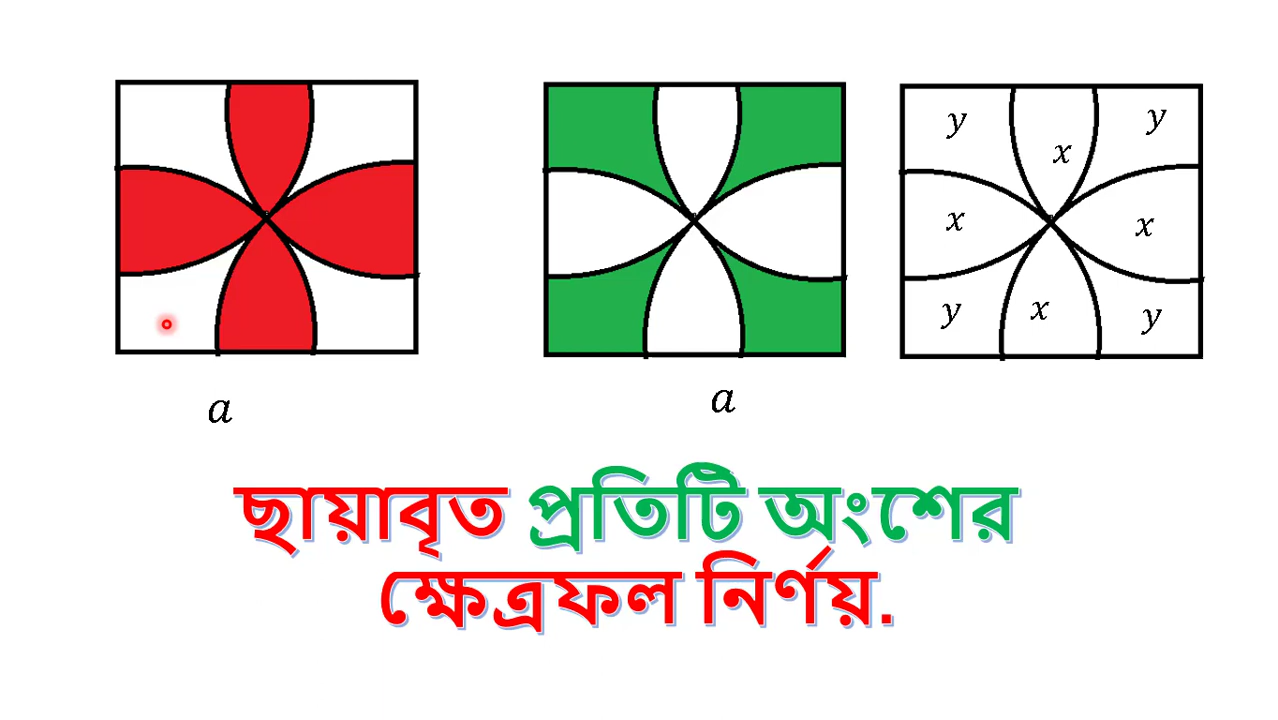 y
y
x
x
x
y
x
y
a
a
ছায়াবৃত প্রতিটি অংশের
ক্ষেত্রফল নির্ণয়.